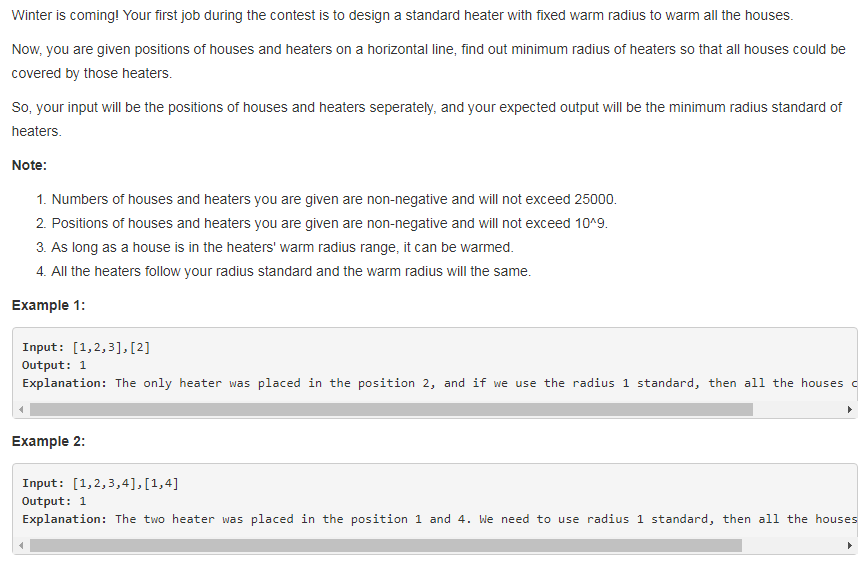 Winter is coming! Your first job during the contest is to design a standard heater with fixed warm radius to warm all the houses.
Now, you are given positions of houses and heaters on a horizontal line, find out minimum radius of heaters so that all houses could be
covered by those heaters.
So, your input will be the positions of houses and heaters seperately, and your expected output will be the minimum radius standard of
heaters.
Note:
1. Numbers of houses and heaters you are given are non-negative and will not exceed 25000.
2. Positions of houses and heaters you are given are non-negative and will not exceed 10^9.
3. As long as a house is in the heaters' warm radius range, it can be warmed.
4. All the heaters follow your radius standard and the warm radius will the same.
Example 1:
Input: [1,2,3],[2]
Output: 1
Explanation: The only heater was placed in the position 2, and if we use the radius 1 standard, then all the houses c
Example 2:
Input: [1,2,3,4],[1,4]
Output: 1
Explanation: The two heater was placed in the position 1 and 4. We need to use radius 1 standard, then all the houses